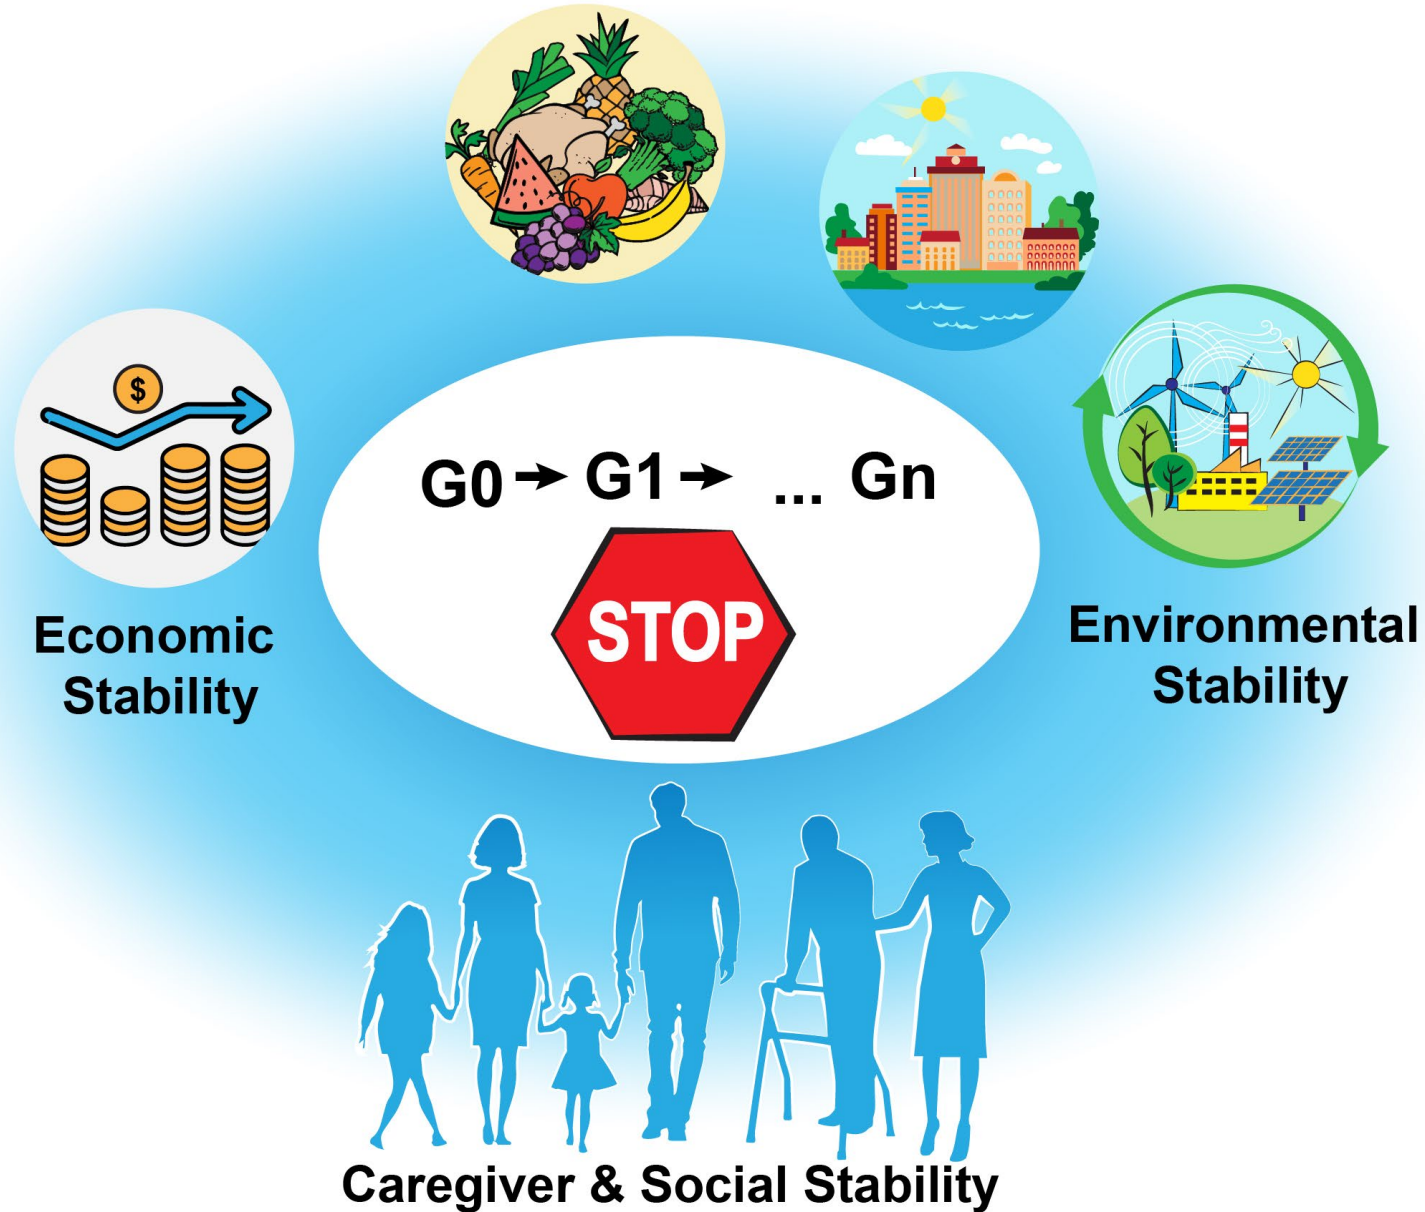 $
G0 → G1 → ... Gn
STOP
Economic
Stability
Environmental
Stability
Caregiver & Social Stability